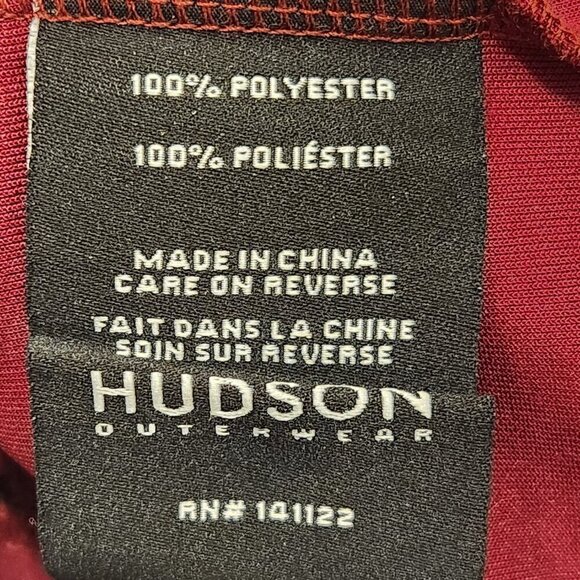 100% POLYESTER
100% POLIÉSTER
MADE IN CHINA
CARE ON REVERSE
FAIT DANS LA CHINE
SOIN SUR REVERSE
HUDSON
OUTERWEAR
RN# 141122